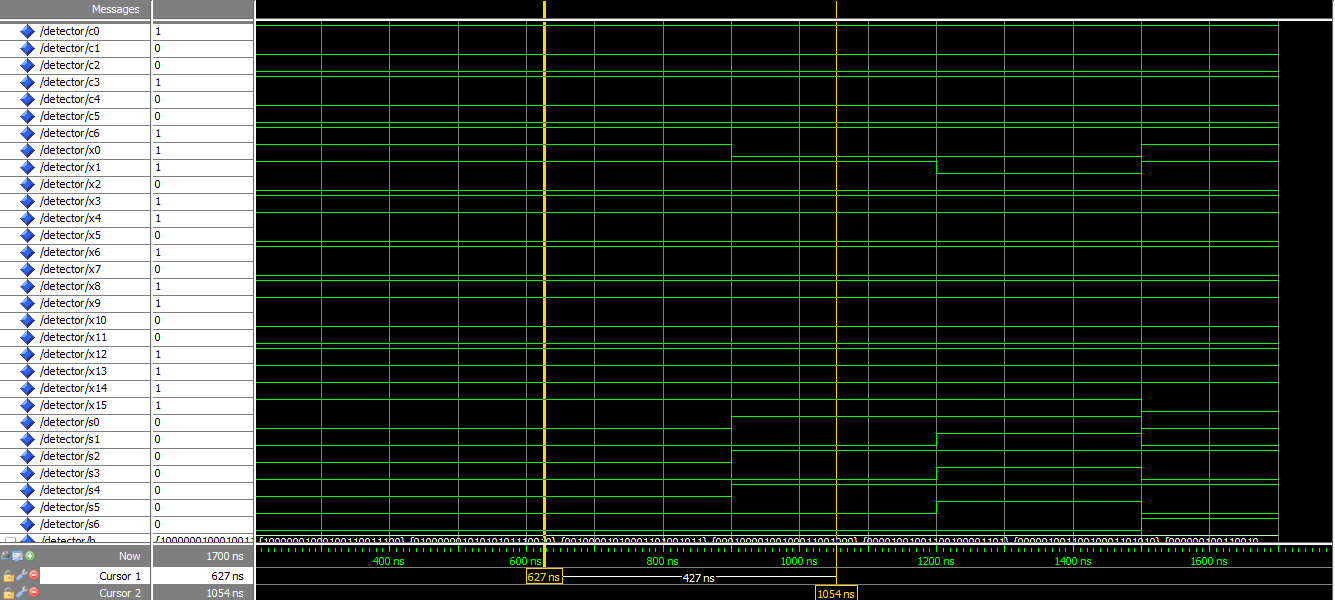 Messages
/detector/c0 1
/detector/c1 0
/detector/c2 0
/detector/c3 1
/detector/c4 0
/detector/c5 0
/detector/c6 1
/detector/x0 1
/detector/x1 1
/detector/x2 0
/detector/x3 1
/detector/x4 1
/detector/x5 0
/detector/x6 1
/detector/x7 0
/detector/x8 1
/detector/x9 1
/detector/x10 0
/detector/x11 0
/detector/x12 1
/detector/x13 1
/detector/x14 1
/detector/x15 1
/detector/s0 0
/detector/s1 0
/detector/s2 0
/detector/s3 0
/detector/s4 0
/detector/s5 0
/detector/s6 0
Now 1700 ns 400 ns 600 ns 800 ns 1000 ns 1200 ns 1400 ns 1600 ns
Cursor 1 627 ns 627 ns 427 ns
Cursor 2 1054 ns 1054 ns